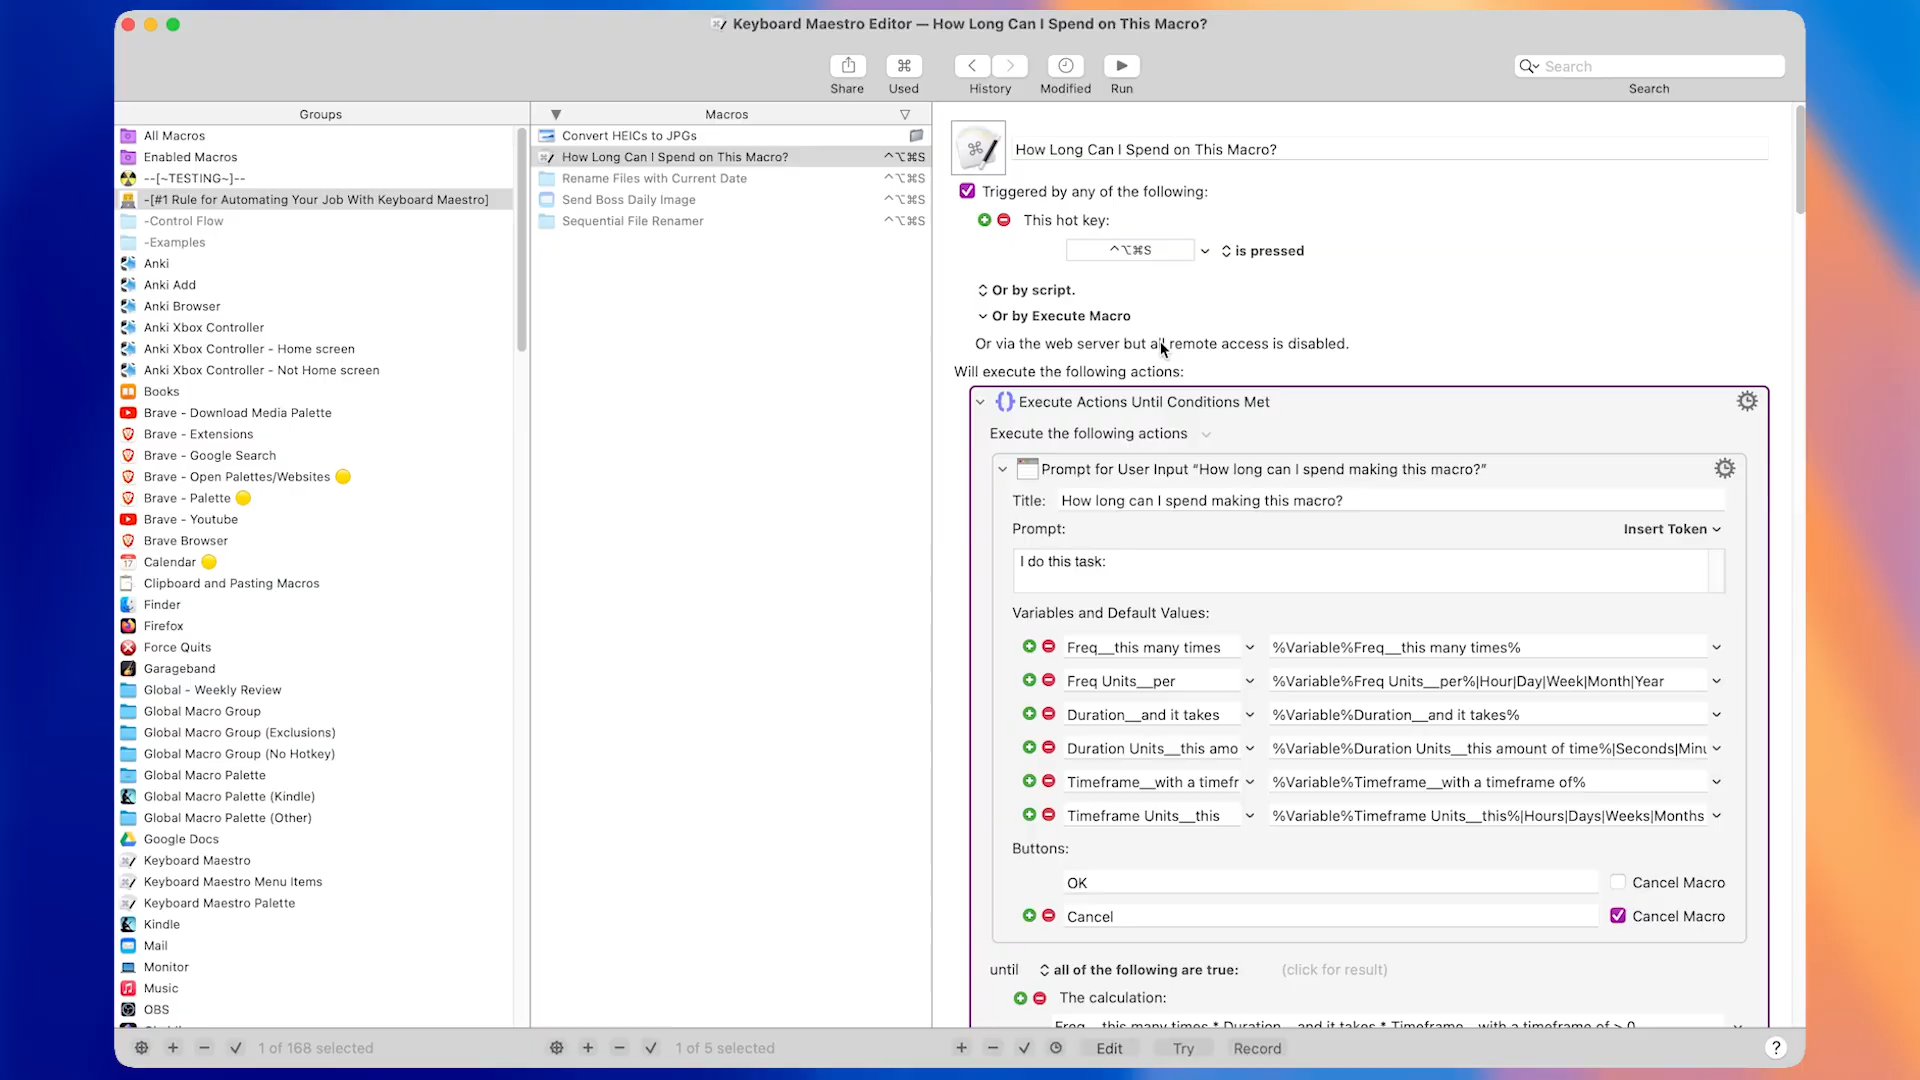 Keyboard Maestro Editor — How Long Can I Spend on This Macro?
Share
Used
History
Modified
Run
Search
Search
Groups
All Macros
Enabled Macros
--[~TESTING~]--
-[#1 Rule for Automating Your Job With Keyboard Maestro]
-Control Flow
-Examples
Anki
Anki Add
Anki Browser
Anki Xbox Controller
Anki Xbox Controller - Home screen
Anki Xbox Controller - Not Home screen
Books
Brave - Download Media Palette
Brave - Extensions
Brave - Google Search
Brave - Open Palettes/Websites
Brave - Palette
Brave - Youtube
Brave Browser
Calendar
Clipboard and Pasting Macros
Finder
Firefox
Force Quits
Garageband
Global - Weekly Review
Global Macro Group
Global Macro Group (Exclusions)
Global Macro Group (No Hotkey)
Global Macro Palette
Global Macro Palette (Kindle)
Global Macro Palette (Other)
Google Docs
Keyboard Maestro
Keyboard Maestro Menu Items
Keyboard Maestro Palette
Kindle
Mail
Monitor
Music
OBS
1 of 168 selected
Macros
Convert HEICs to JPGs
How Long Can I Spend on This Macro? ^⌥⌘S
Rename Files with Current Date ^⌥⌘S
Send Boss Daily Image ^⌥⌘S
Sequential File Renamer ^⌥⌘S
1 of 5 selected
How Long Can I Spend on This Macro?
Triggered by any of the following:
This hot key:
^⌥⌘S is pressed
Or by script.
Or by Execute Macro
Or via the web server but all remote access is disabled.
Will execute the following actions:
Execute Actions Until Conditions Met
Execute the following actions
Prompt for User Input “How long can I spend making this macro?”
Title: How long can I spend making this macro?
Prompt: Insert Token
I do this task:
Variables and Default Values:
Freq__this many times %Variable%Freq__this many times%
Freq Units__per %Variable%Freq Units__per%|Hour|Day|Week|Month|Year
Duration__and it takes %Variable%Duration__and it takes%
Duration Units__this amo %Variable%Duration Units__this amount of time%|Seconds|Minu
Timeframe__with a timefr %Variable%Timeframe__with a timeframe of%
Timeframe Units__this %Variable%Timeframe Units__this%|Hours|Days|Weeks|Months
Buttons:
OK Cancel Macro
Cancel Cancel Macro
until all of the following are true: (click for result)
The calculation:
Freq__this many times * Duration__and it takes * Timeframe__with a timeframe of > 0
Edit Try Record ?